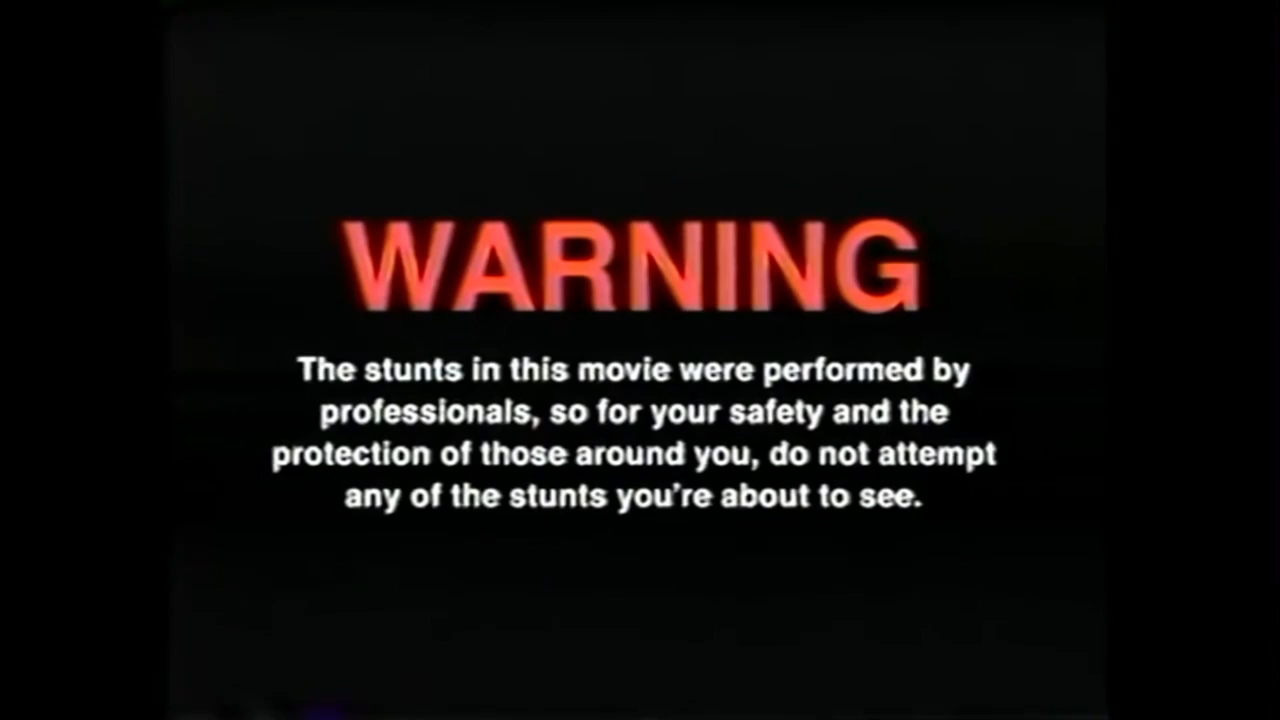 WARNING
The stunts in this movie were performed by
professionals, so for your safety and the
protection of those around you, do not attempt
any of the stunts you're about to see.